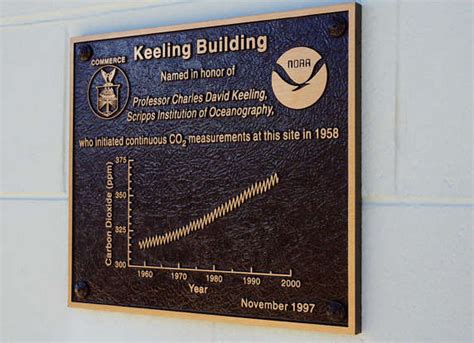 Keeling Building
COMMERCE
NOAA
Named in honor of
Professor Charles David Keeling,
Scripps Institution of Oceanography,
who initiated continuous CO₂ measurements at this site in 1958
Carbon Dioxide (ppm)
375
350
325
300
1960 1970 1980 1990 2000
Year
November 1997